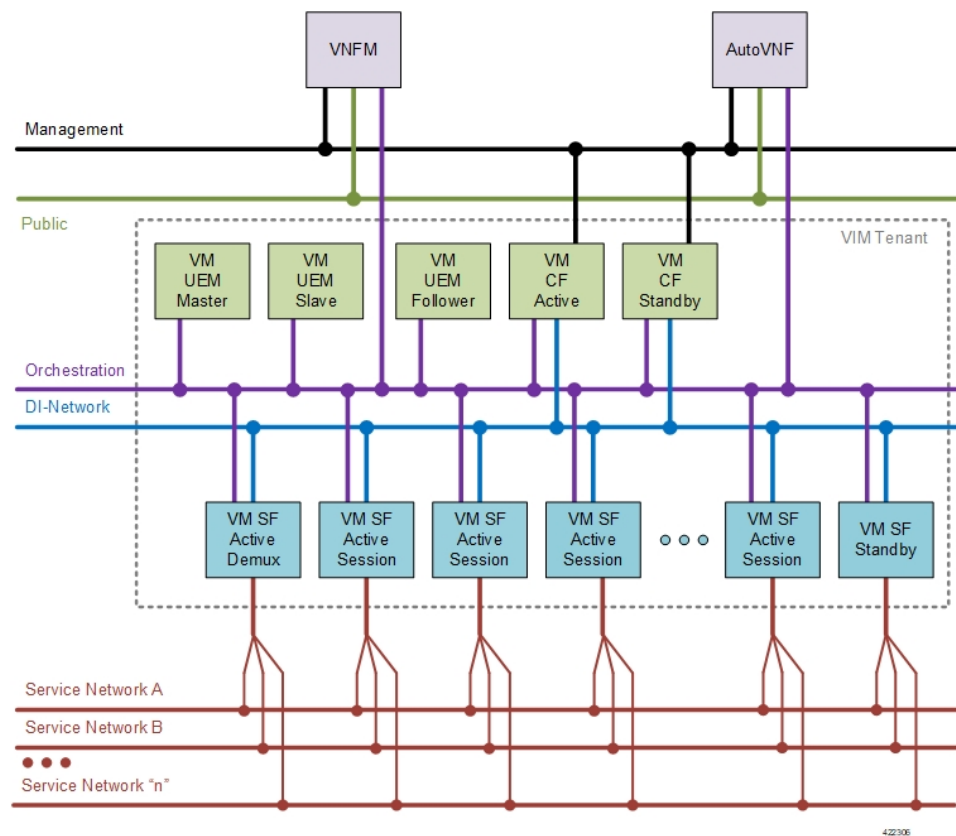 VNFM
AutoVNF
Management
Public
VIM Tenant
VM
UEM
Master
VM
UEM
Slave
VM
UEM
Follower
VM
CF
Active
VM
CF
Standby
Orchestration
DI-Network
VM SF
Active
Demux
VM SF
Active
Session
VM SF
Active
Session
VM SF
Active
Session
VM SF
Active
Session
VM SF
Standby
Service Network A
Service Network B
Service Network “n”
422306